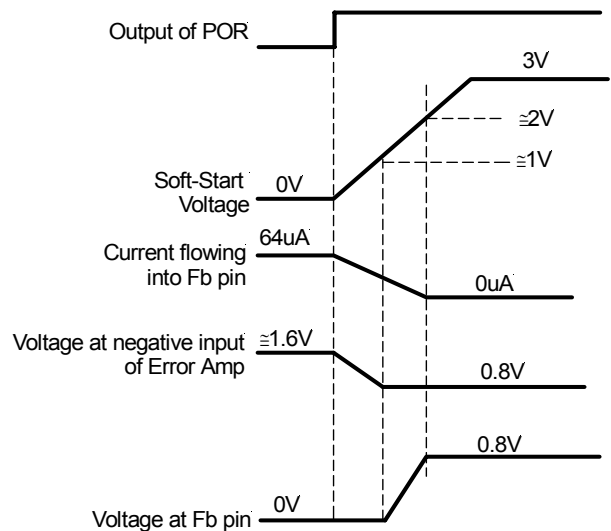 Output of POR
3V
≅2V
≅1V
Soft-Start
Voltage
0V
64uA
Current flowing
into Fb pin
0uA
Voltage at negative input
of Error Amp
≅1.6V
0.8V
0.8V
Voltage at Fb pin
0V